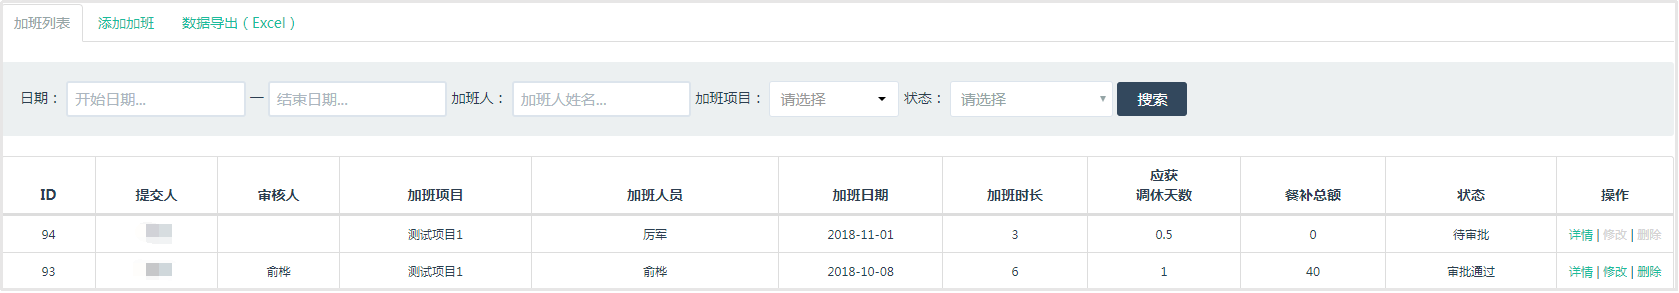 加班列表 添加加班 数据导出（Excel）
日期： 开始日期... — 结束日期... 加班人： 加班人姓名... 加班项目： 请选择 状态： 请选择 搜索
ID 提交人 审核人 加班项目 加班人员 加班日期 加班时长 应获 调休天数 餐补总额 状态 操作
94 测试项目1 厉军 2018-11-01 3 0.5 0 待审批 详情 | 修改 | 删除
93 俞桦 测试项目1 俞桦 2018-10-08 6 1 40 审批通过 详情 | 修改 | 删除